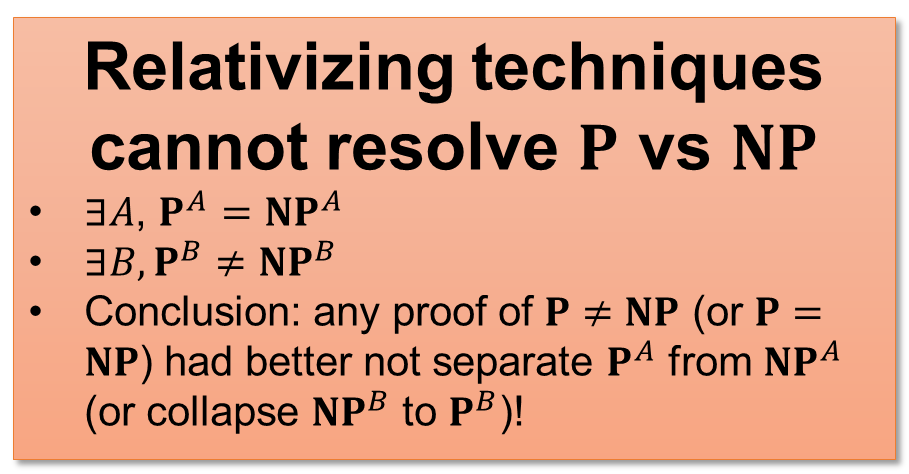 Relativizing techniques
cannot resolve P vs NP
• ∃A, P^A = NP^A
• ∃B, P^B ≠ NP^B
• Conclusion: any proof of P ≠ NP (or P =
NP) had better not separate P^A from NP^A
(or collapse NP^B to P^B)!